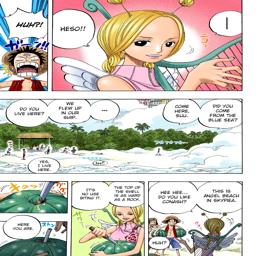 HESO!!
HUH?!
DID YOU
COME FROM
THE BLUE SEA?
COME
HERE,
SUU.
WE
FLEW UP
IN OUR
SHIP.
...
DO YOU
LIVE HERE?
YES,
I LIVE
HERE.
THIS IS
ANGEL BEACH
IN SKYPIEA.
HEE HEE...
DO YOU LIKE
CONASH?
HUH?
THE TOP OF
THE SHELL
IS AS HARD
AS A ROCK.
IT'S
NO USE
BITING IT.
HERE
YOU ARE.